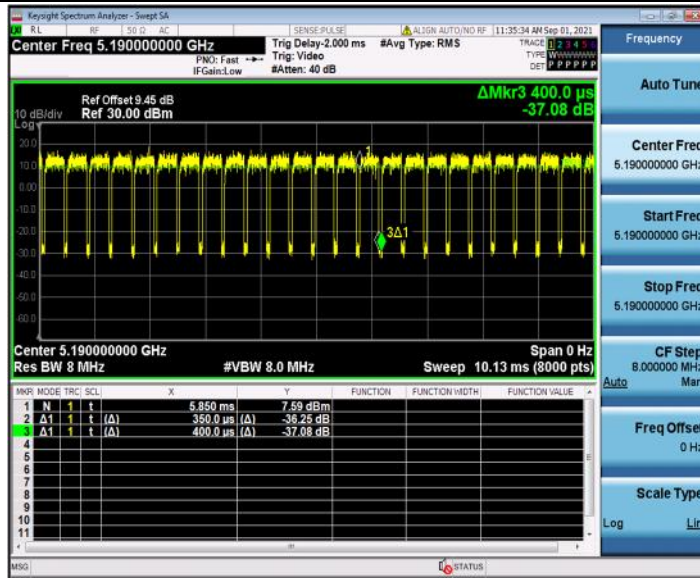 Keysight Spectrum Analyzer - Swept SA
RL RF 50 Ω AC SENSE:PULSE ALIGN AUTO/NO RF 11:35:34 AM Sep 01, 2021
Center Freq 5.190000000 GHz
PNO: Fast
IFGain:Low
Trig Delay-2.000 ms
Trig: Video
#Atten: 40 dB
#Avg Type: RMS
TRACE 1 2 3 4 5 6
TYPE WWWWWW
DET P P P P P P
Frequency
Auto Tune
Center Freq
5.190000000 GHz
Start Freq
5.190000000 GHz
Stop Freq
5.190000000 GHz
CF Step
8.000000 MHz
Auto Man
Freq Offset
0 Hz
Scale Type
Log Lin
Ref Offset 9.45 dB
10 dB/div Ref 30.00 dBm
Log
ΔMkr3 400.0 µs
-37.08 dB
20.0
10.0
0.00
-10.0
-20.0
-30.0
-40.0
-50.0
-60.0
1
3Δ1
Center 5.190000000 GHz Span 0 Hz
Res BW 8 MHz #VBW 8.0 MHz Sweep 10.13 ms (8000 pts)
MKR MODE TRC SCL X Y FUNCTION FUNCTION WIDTH FUNCTION VALUE
1 N 1 t 5.850 ms 7.59 dBm
2 Δ1 1 t (Δ) 350.0 µs (Δ) -36.25 dB
3 Δ1 1 t (Δ) 400.0 µs (Δ) -37.08 dB
4
5
6
7
8
9
10
11
MSG STATUS